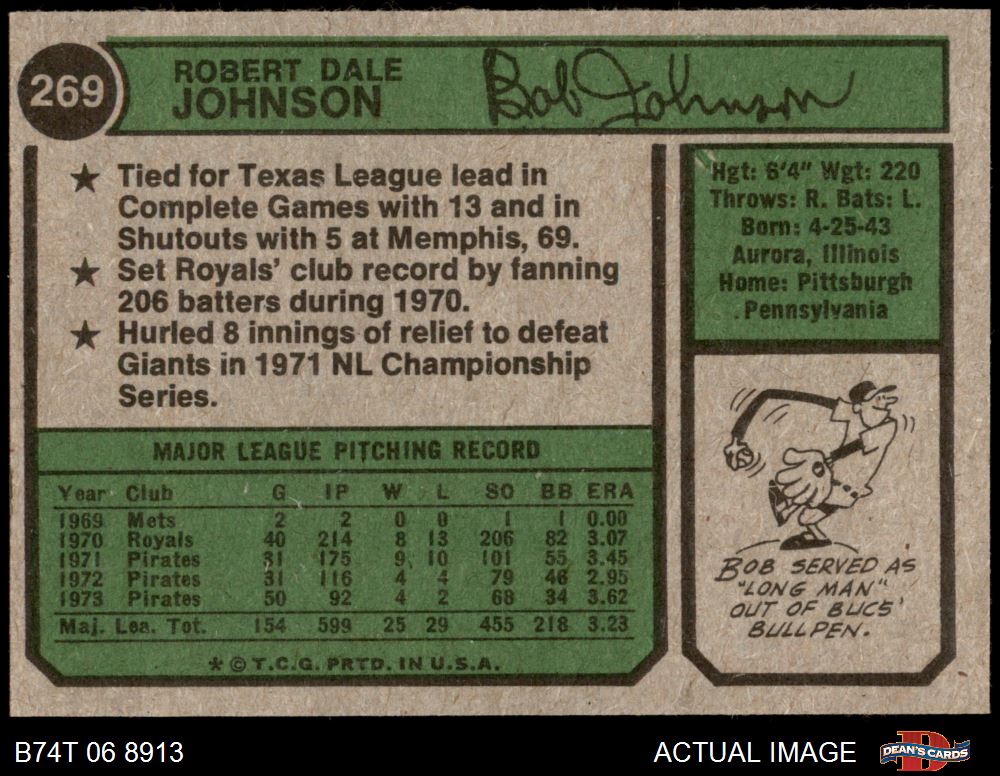 269
ROBERT DALE
JOHNSON
Bob Johnson
★ Tied for Texas League lead in
Complete Games with 13 and in
Shutouts with 5 at Memphis, 69.
★ Set Royals' club record by fanning
206 batters during 1970.
★ Hurled 8 innings of relief to defeat
Giants in 1971 NL Championship
Series.
Hgt: 6'4" Wgt: 220
Throws: R. Bats: L.
Born: 4-25-43
Aurora, Illinois
Home: Pittsburgh
Pennsylvania
MAJOR LEAGUE PITCHING RECORD
Year Club G IP W L SO BB ERA
1969 Mets 2 2 0 0 1 1 0.00
1970 Royals 40 214 8 13 206 82 3.07
1971 Pirates 31 175 9 10 101 55 3.45
1972 Pirates 31 116 4 4 79 46 2.95
1973 Pirates 50 92 4 2 68 34 3.62
Maj. Lea. Tot. 154 599 25 29 455 218 3.23
* © T.C.G. PRTD. IN U.S.A.
BOB SERVED AS
"LONG MAN"
OUT OF BUCS'
BULLPEN.
B74T 06 8913
ACTUAL IMAGE
DEAN'S CARDS